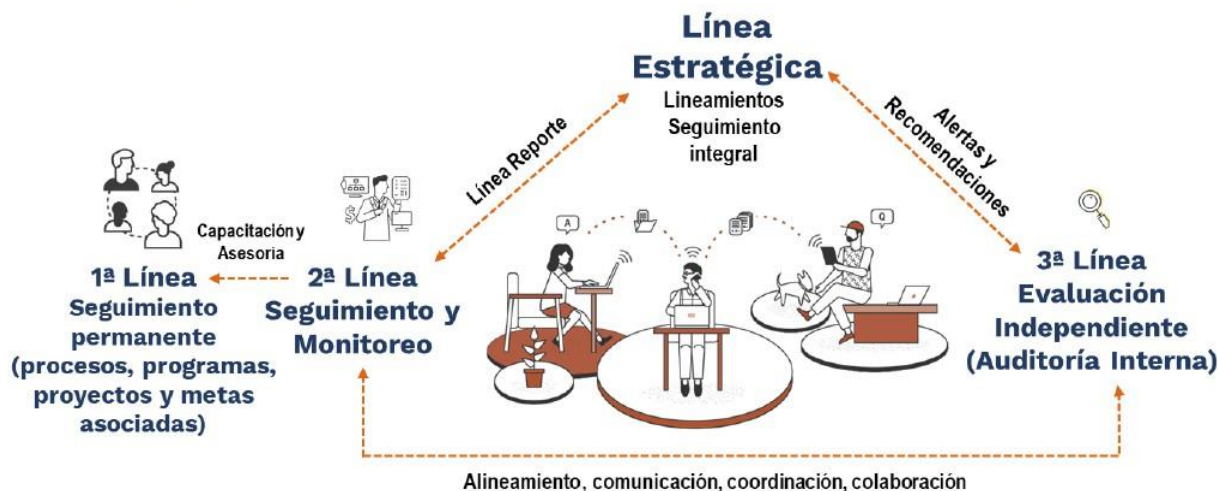 Línea
Estratégica
Lineamientos
Seguimiento
integral
Línea Reporte
Alertas y
Recomendaciones
Capacitación y
Asesoría
1ª Línea
Seguimiento
permanente
(procesos, programas,
proyectos y metas
asociadas)
2ª Línea
Seguimiento y
Monitoreo
A
Q
3ª Línea
Evaluación
Independiente
(Auditoría Interna)
Alineamiento, comunicación, coordinación, colaboración